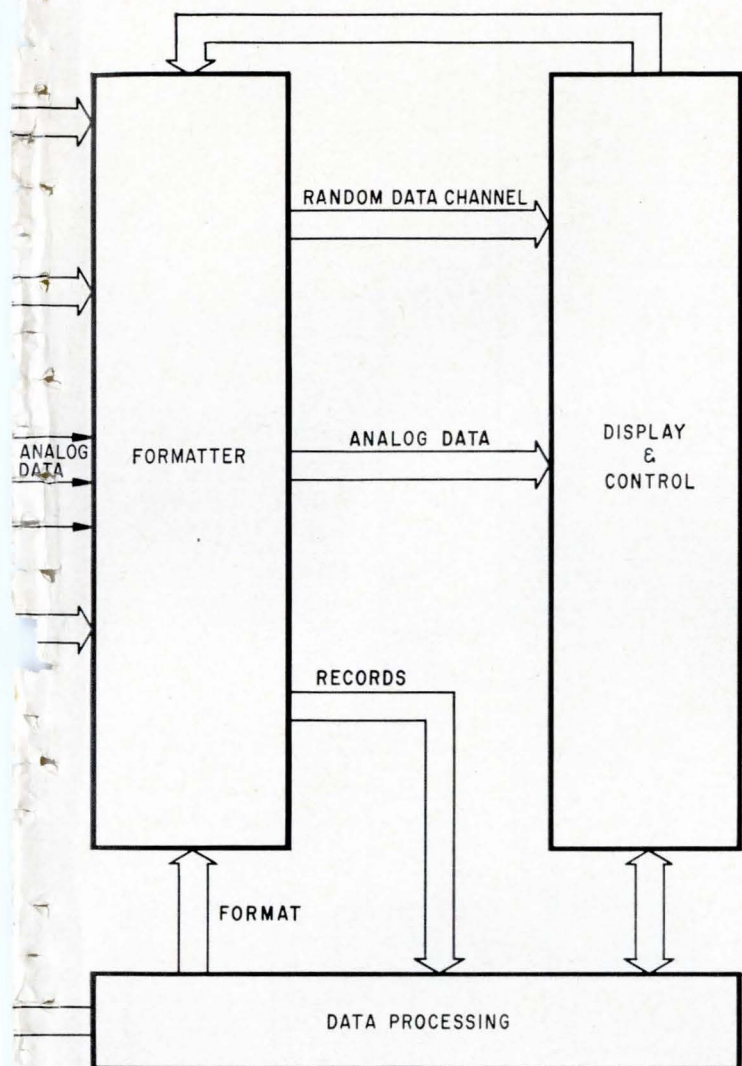 RANDOM DATA CHANNEL
ANALOG
DATA
FORMATTER
ANALOG DATA
DISPLAY
&
CONTROL
RECORDS
FORMAT
DATA PROCESSING